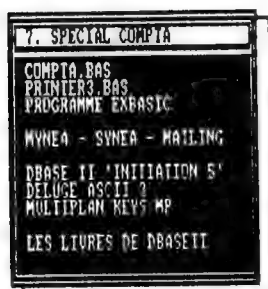 7. SPECIAL COMPTA
COMPTA.BAS
PRINTER3.BAS
PROGRAMME EXBASIC
MYNEA - SYNEA - MAILING
DBASE II 'INITIATION 5'
DELUGE ASCII 2
MULTIPLAN KEYS MP
LES LIVRES DE DBASEII